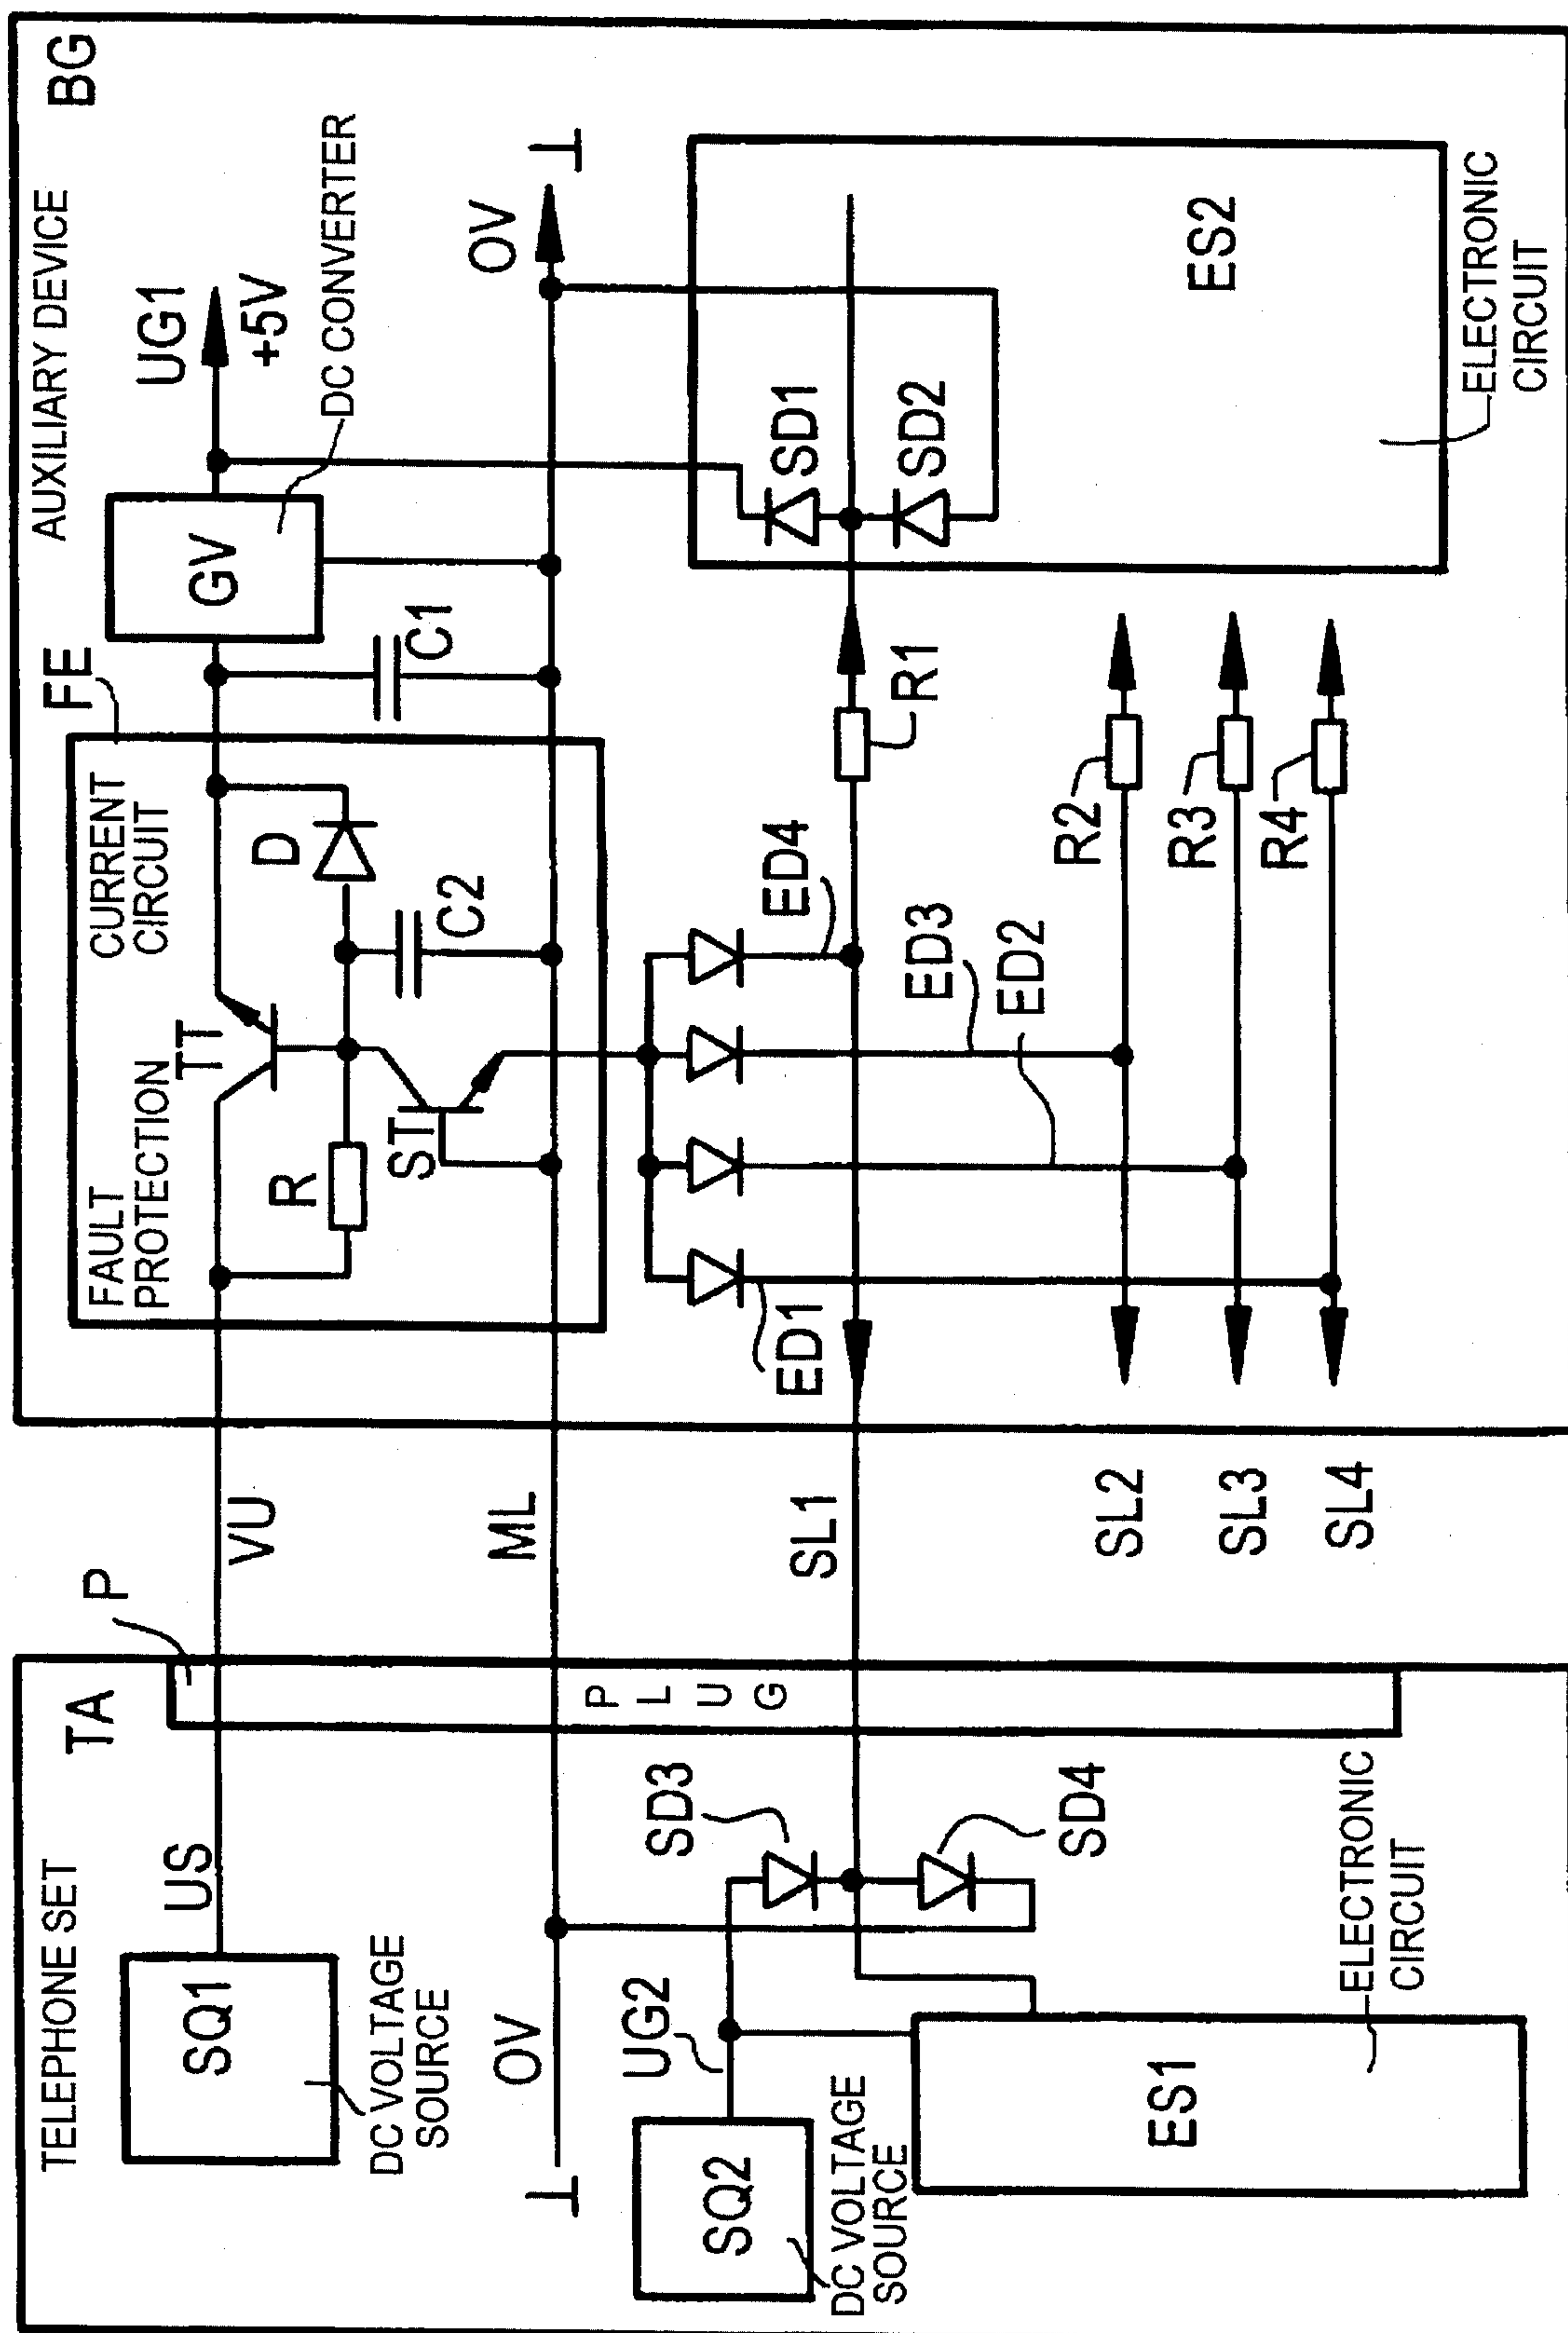 TELEPHONE SET
TA
P
SQ1
US
DC VOLTAGE
SOURCE
OV
SQ2
UG2
DC VOLTAGE
SOURCE
ES1
ELECTRONIC
CIRCUIT
SD3
SD4
PLUG
VU
ML
SL1
SL2
SL3
SL4
AUXILIARY DEVICE
BG
FAULT
PROTECTION
CURRENT
CIRCUIT
FE
TT
R
ST
D
C2
C1
GV
DC CONVERTER
UG1
+5V
OV
ED1
ED2
ED3
ED4
R1
R2
R3
R4
SD1
SD2
ES2
ELECTRONIC
CIRCUIT